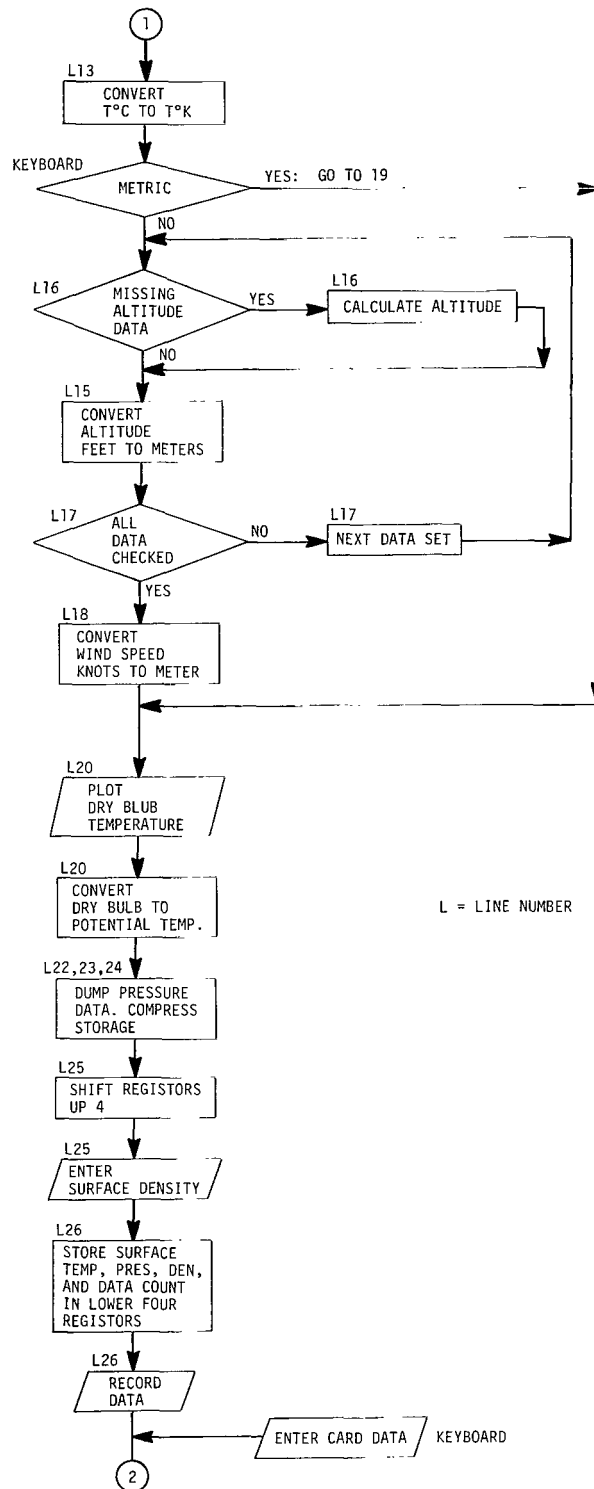 1
L13
CONVERT
T°C TO T°K
KEYBOARD
METRIC
YES: GO TO 19
NO
L16
MISSING
ALTITUDE
DATA
YES
L16
CALCULATE ALTITUDE
NO
L15
CONVERT
ALTITUDE
FEET TO METERS
L17
ALL
DATA
CHECKED
NO
L17
NEXT DATA SET
YES
L18
CONVERT
WIND SPEED
KNOTS TO METER
L20
PLOT
DRY BLUB
TEMPERATURE
L20
CONVERT
DRY BULB TO
POTENTIAL TEMP.
L = LINE NUMBER
L22,23,24
DUMP PRESSURE
DATA. COMPRESS
STORAGE
L25
SHIFT REGISTORS
UP 4
L25
ENTER
SURFACE DENSITY
L26
STORE SURFACE
TEMP, PRES, DEN,
AND DATA COUNT
IN LOWER FOUR
REGISTORS
L26
RECORD
DATA
ENTER CARD DATA
KEYBOARD
2